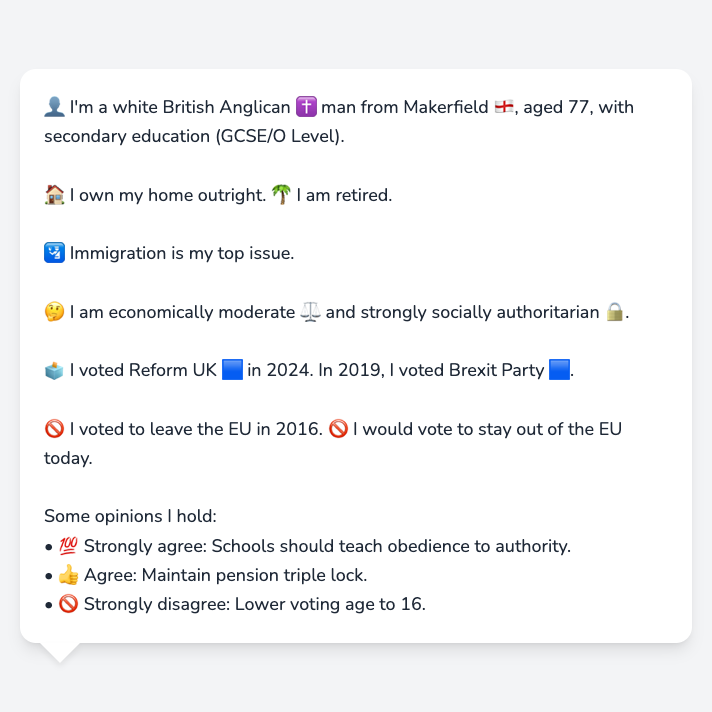 👤 I'm a white British Anglican ✝️ man from Makerfield 🏴󠁧󠁢󠁥󠁮󠁧󠁿, aged 77, with
secondary education (GCSE/O Level).
🏠 I own my home outright. 🌴 I am retired.
🛂 Immigration is my top issue.
🤔 I am economically moderate ⚖️ and strongly socially authoritarian 🔒.
🗳️ I voted Reform UK 🟦 in 2024. In 2019, I voted Brexit Party 🟦.
🚫 I voted to leave the EU in 2016. 🚫 I would vote to stay out of the EU
today.
Some opinions I hold:
• 💯 Strongly agree: Schools should teach obedience to authority.
• 👍 Agree: Maintain pension triple lock.
• 🚫 Strongly disagree: Lower voting age to 16.